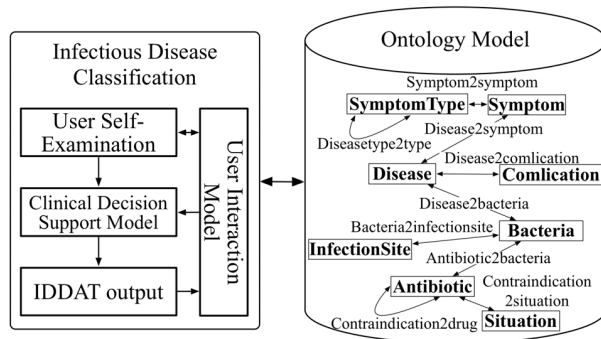 Infectious Disease
Classification
User Self-
Examination
Clinical Decision
Support Model
IDDAT output
User Interaction
Model
Ontology Model
Symptom2symptom
SymptomType
Symptom
Diseasetype2type
Disease2symptom
Disease2comlication
Disease
Comlication
Disease2bacteria
Bacteria2infectionsite
Bacteria
InfectionSite
Antibiotic2bacteria
Antibiotic
Contraindication
2situation
Contraindication2drug
Situation